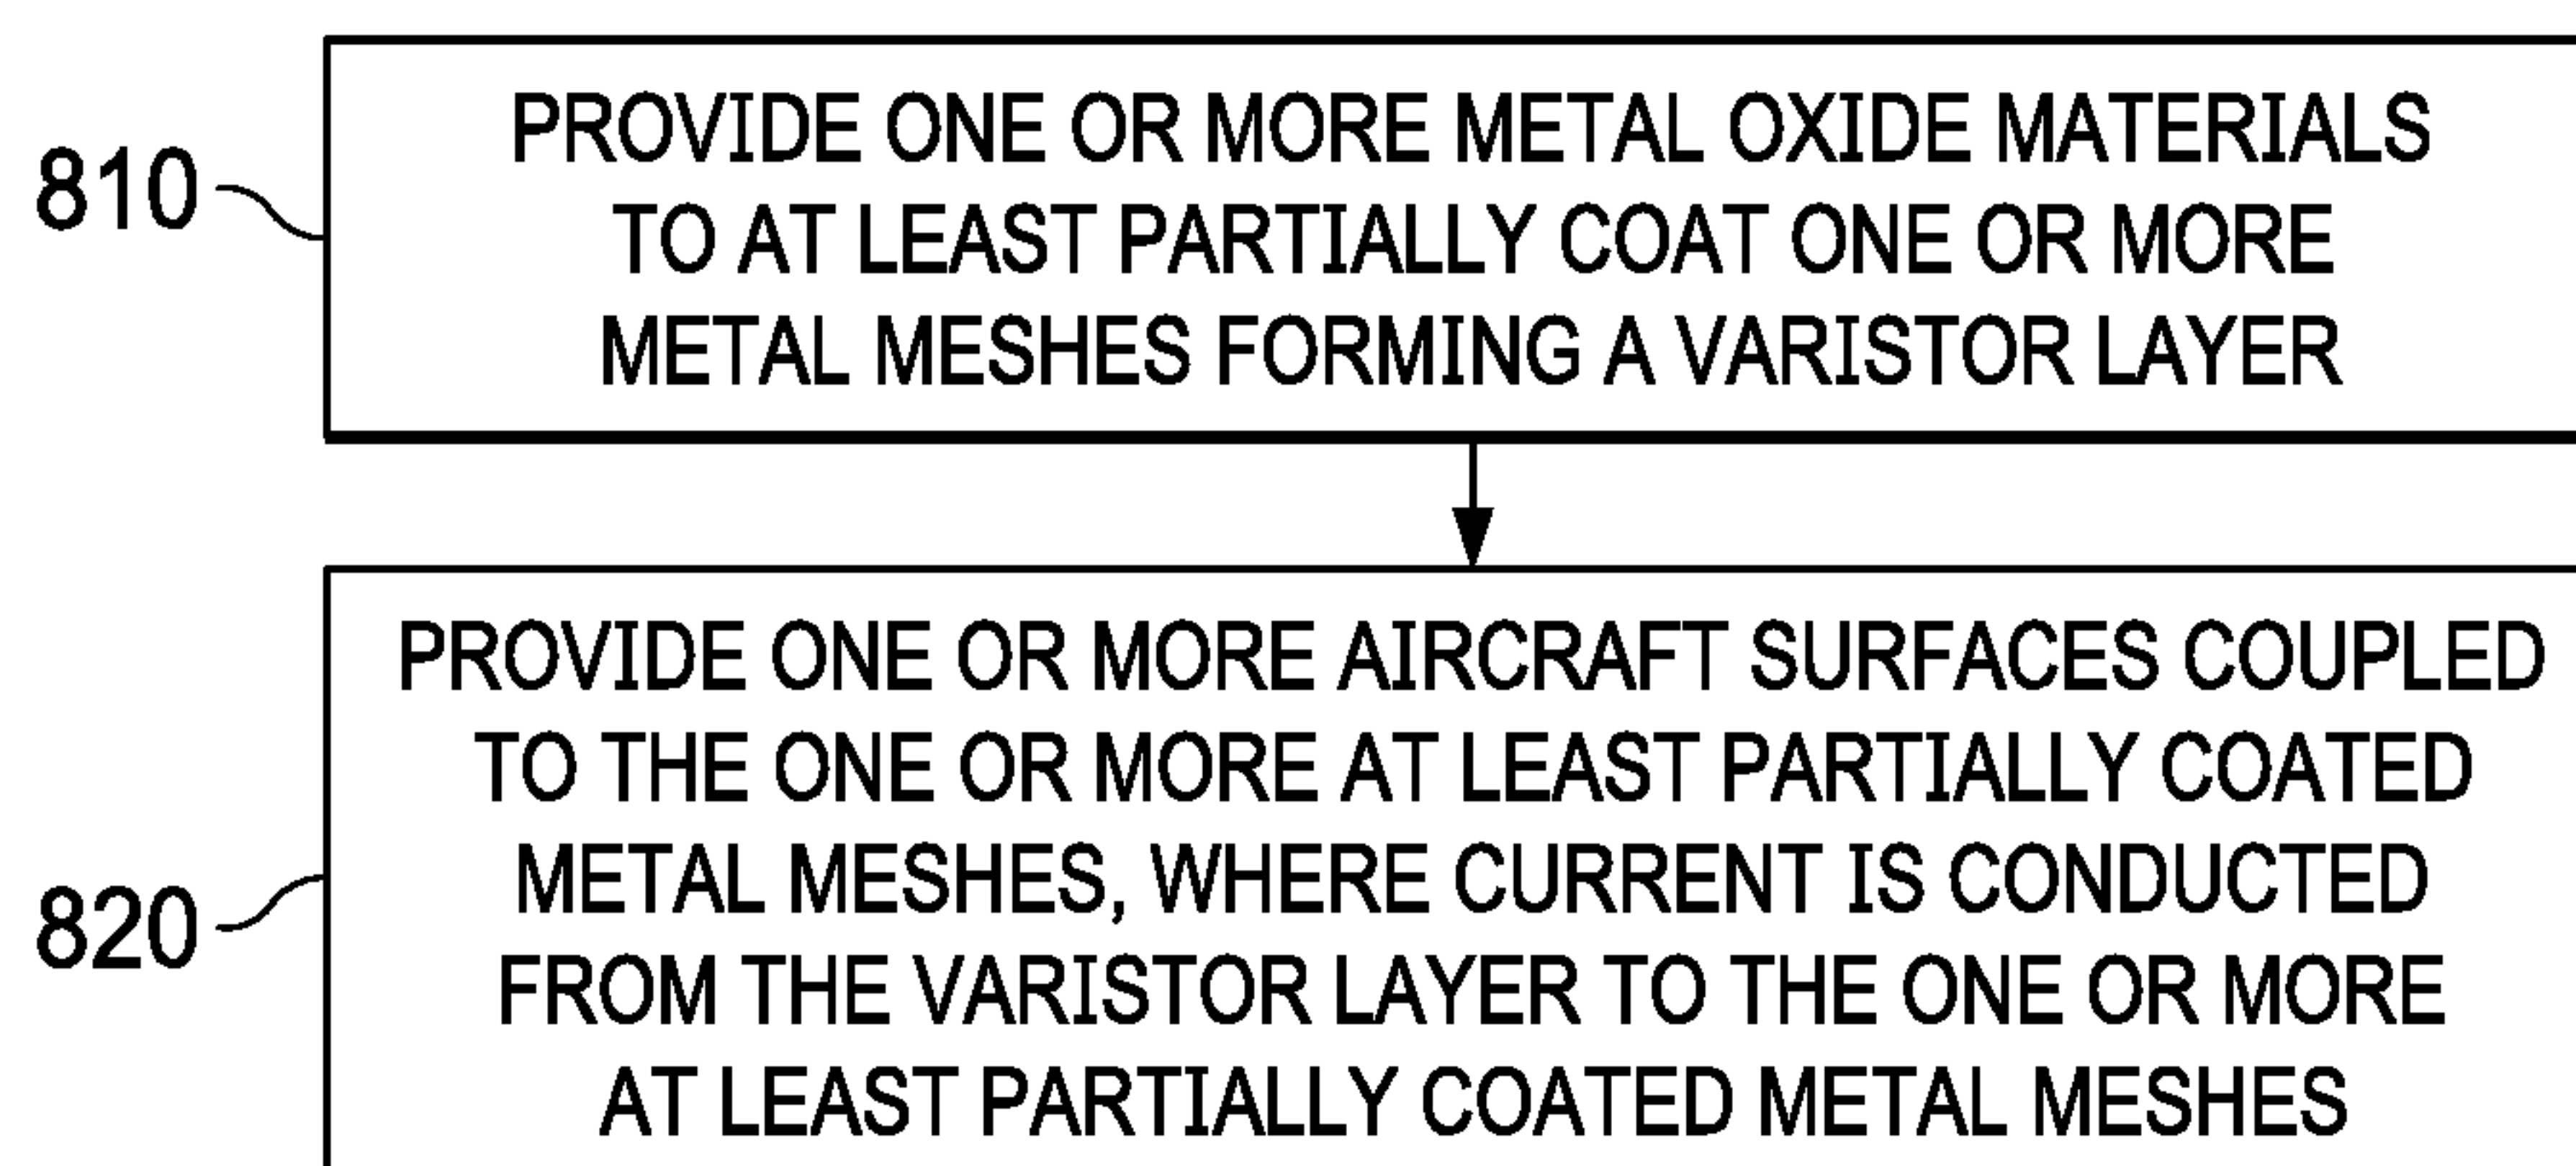 810
PROVIDE ONE OR MORE METAL OXIDE MATERIALS
TO AT LEAST PARTIALLY COAT ONE OR MORE
METAL MESHES FORMING A VARISTOR LAYER
820
PROVIDE ONE OR MORE AIRCRAFT SURFACES COUPLED
TO THE ONE OR MORE AT LEAST PARTIALLY COATED
METAL MESHES, WHERE CURRENT IS CONDUCTED
FROM THE VARISTOR LAYER TO THE ONE OR MORE
AT LEAST PARTIALLY COATED METAL MESHES